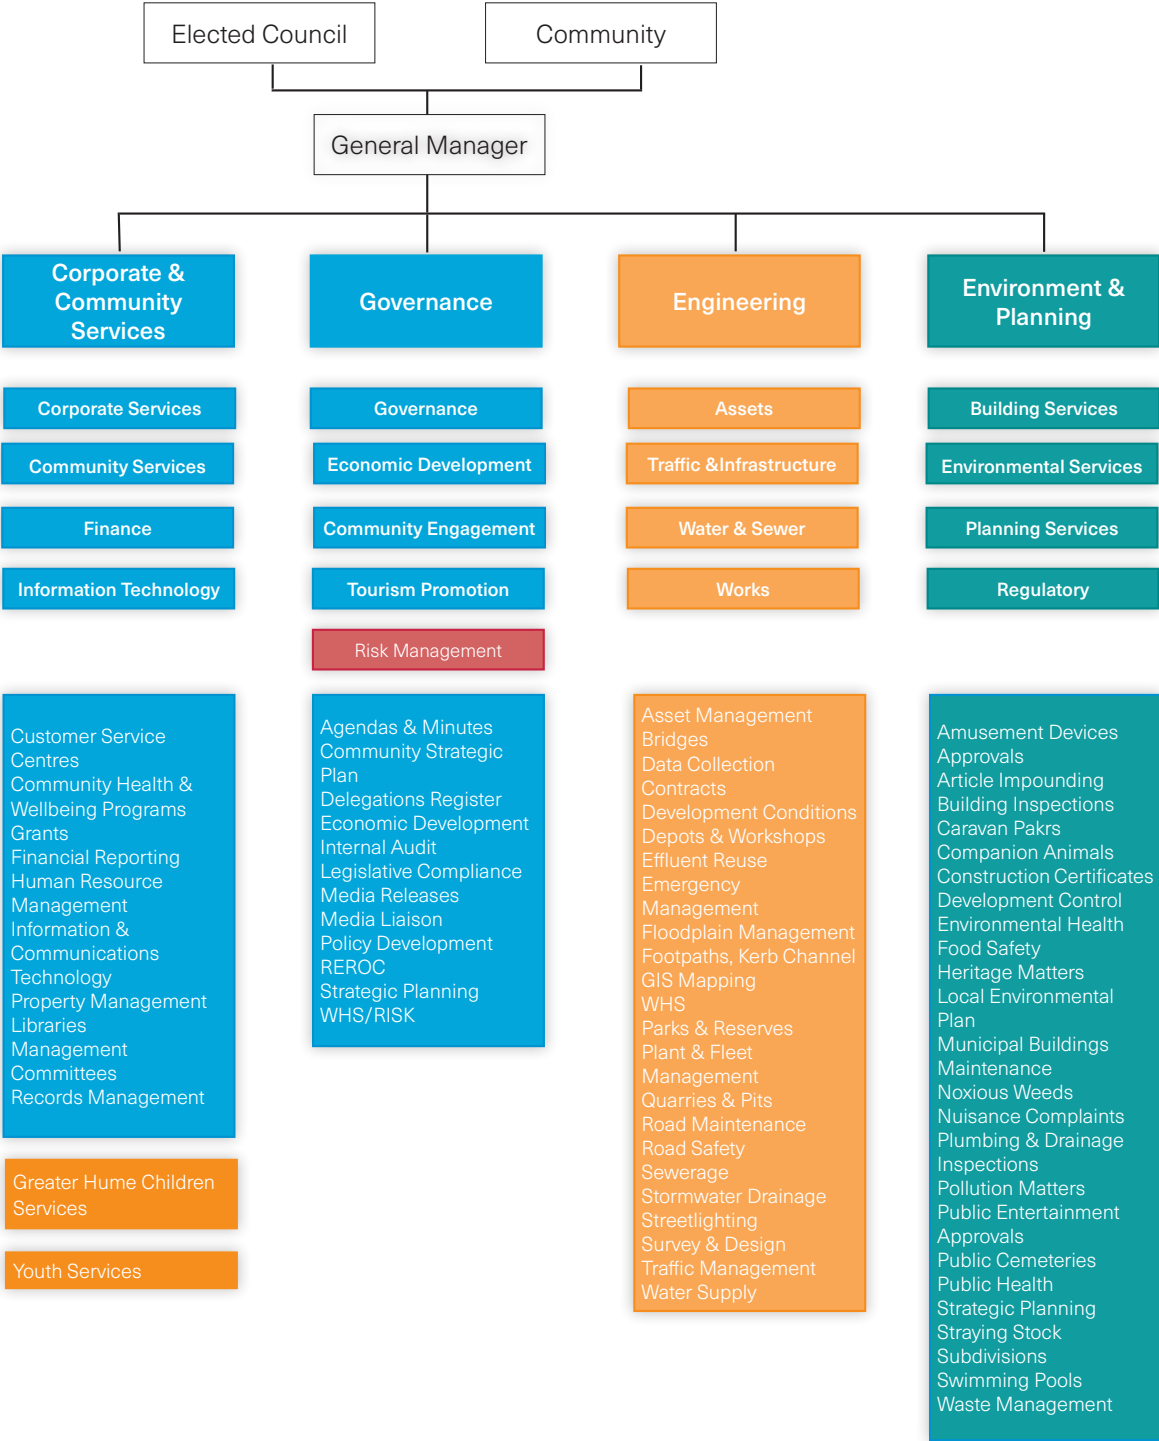 Elected Council
Community
General Manager
Corporate &
Community
Services
Governance
Engineering
Environment &
Planning
Corporate Services
Community Services
Finance
Information Technology
Governance
Economic Development
Community Engagement
Tourism Promotion
Risk Management
Assets
Traffic &Infrastructure
Water & Sewer
Works
Building Services
Environmental Services
Planning Services
Regulatory
Customer Service
Centres
Community Health &
Wellbeing Programs
Grants
Financial Reporting
Human Resource
Management
Information &
Communications
Technology
Property Management
Libraries
Management
Committees
Records Management
Greater Hume Children
Services
Youth Services
Agendas & Minutes
Community Strategic
Plan
Delegations Register
Economic Development
Internal Audit
Legislative Compliance
Media Releases
Media Liaison
Policy Development
REROC
Strategic Planning
WHS/RISK
Asset Management
Bridges
Data Collection
Contracts
Development Conditions
Depots & Workshops
Effluent Reuse
Emergency
Management
Floodplain Management
Footpaths, Kerb Channel
GIS Mapping
WHS
Parks & Reserves
Plant & Fleet
Management
Quarries & Pits
Road Maintenance
Road Safety
Sewerage
Stormwater Drainage
Streetlighting
Survey & Design
Traffic Management
Water Supply
Amusement Devices
Approvals
Article Impounding
Building Inspections
Caravan Pakrs
Companion Animals
Construction Certificates
Development Control
Environmental Health
Food Safety
Heritage Matters
Local Environmental
Plan
Municipal Buildings
Maintenance
Noxious Weeds
Nuisance Complaints
Plumbing & Drainage
Inspections
Pollution Matters
Public Entertainment
Approvals
Public Cemeteries
Public Health
Strategic Planning
Straying Stock
Subdivisions
Swimming Pools
Waste Management